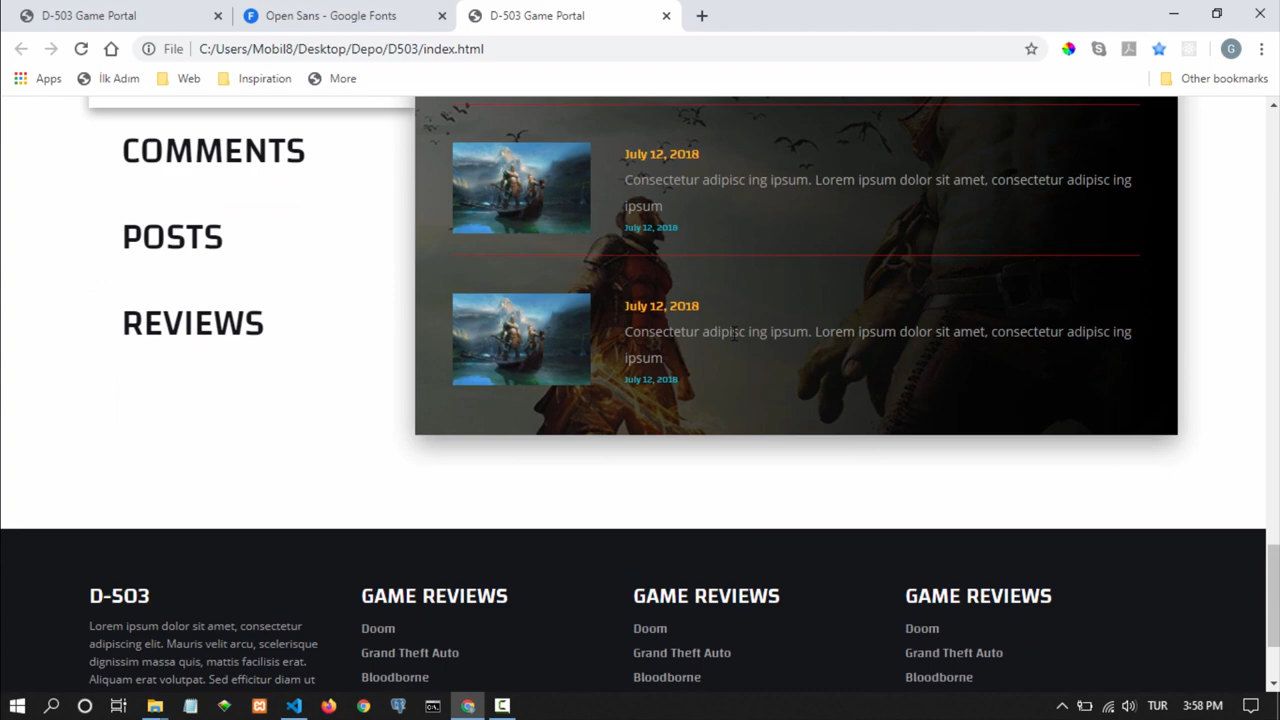 D-503 Game Portal
Open Sans - Google Fonts
D-503 Game Portal
File
C:/Users/Mobil8/Desktop/Depo/D503/index.html
G
Apps
İlk Adım
Web
Inspiration
More
Other bookmarks
COMMENTS
POSTS
REVIEWS
July 12, 2018
Consectetur adipisc ing ipsum. Lorem ipsum dolor sit amet, consectetur adipisc ing
ipsum
July 12, 2018
July 12, 2018
Consectetur adipisc ing ipsum. Lorem ipsum dolor sit amet, consectetur adipisc ing
ipsum
July 12, 2018
D-503
Lorem ipsum dolor sit amet, consectetur
adipiscing elit. Mauris velit arcu, scelerisque
dignissim massa quis, mattis facilisis erat.
Aliquam erat volutpat. Sed efficitur diam ut
GAME REVIEWS
Doom
Grand Theft Auto
Bloodborne
GAME REVIEWS
Doom
Grand Theft Auto
Bloodborne
GAME REVIEWS
Doom
Grand Theft Auto
Bloodborne
TUR
3:58 PM